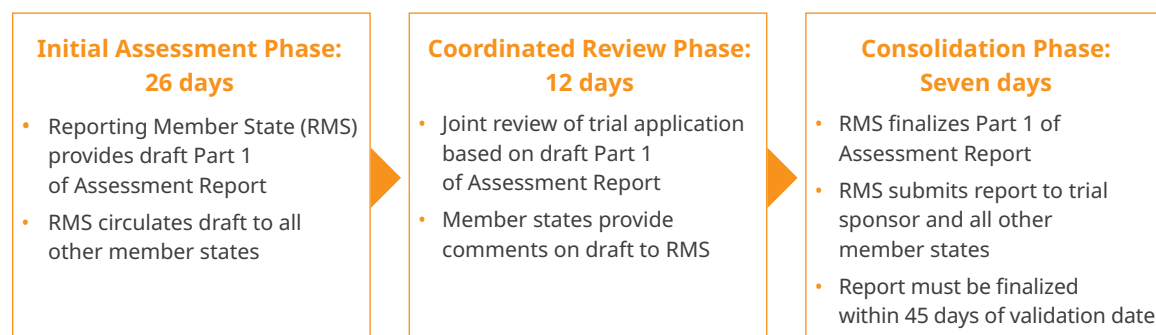 Initial Assessment Phase:
26 days
• Reporting Member State (RMS)
provides draft Part 1
of Assessment Report
• RMS circulates draft to all
other member states
Coordinated Review Phase:
12 days
• Joint review of trial application
based on draft Part 1
of Assessment Report
• Member states provide
comments on draft to RMS
Consolidation Phase:
Seven days
• RMS finalizes Part 1 of
Assessment Report
• RMS submits report to trial
sponsor and all other
member states
• Report must be finalized
within 45 days of validation date